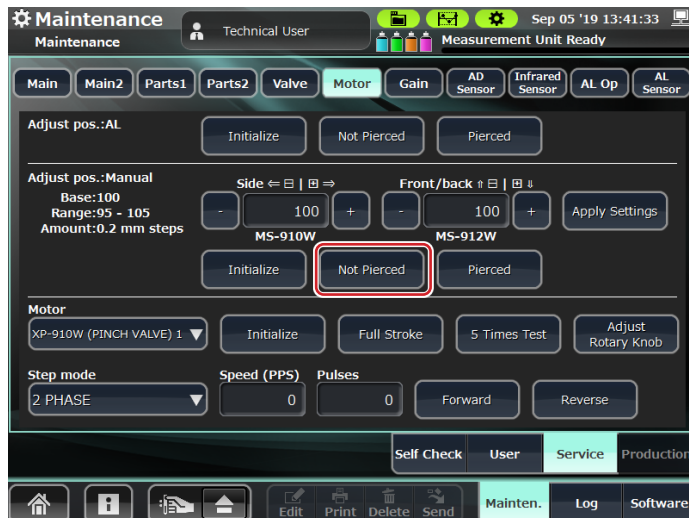 Maintenance
Technical User
Sep 05 '19 13:41:33
Maintenance
Measurement Unit Ready
Main Main2 Parts1 Parts2 Valve Motor Gain AD Sensor Infrared Sensor AL Op AL Sensor
Adjust pos.:AL
Initialize Not Pierced Pierced
Adjust pos.:Manual
Side ⇐ ⊟ | ⊞ ⇒ Front/back ⇑ ⊟ | ⊞ ⇓
Base:100
Range:95 - 105
Amount:0.2 mm steps
- 100 + - 100 + Apply Settings
MS-910W MS-912W
Initialize Not Pierced Pierced
Motor
XP-910W (PINCH VALVE) 1 ▼ Initialize Full Stroke 5 Times Test Adjust Rotary Knob
Step mode Speed (PPS) Pulses
2 PHASE ▼ 0 0 Forward Reverse
Self Check User Service Production
Edit Print Delete Send Mainten. Log Software